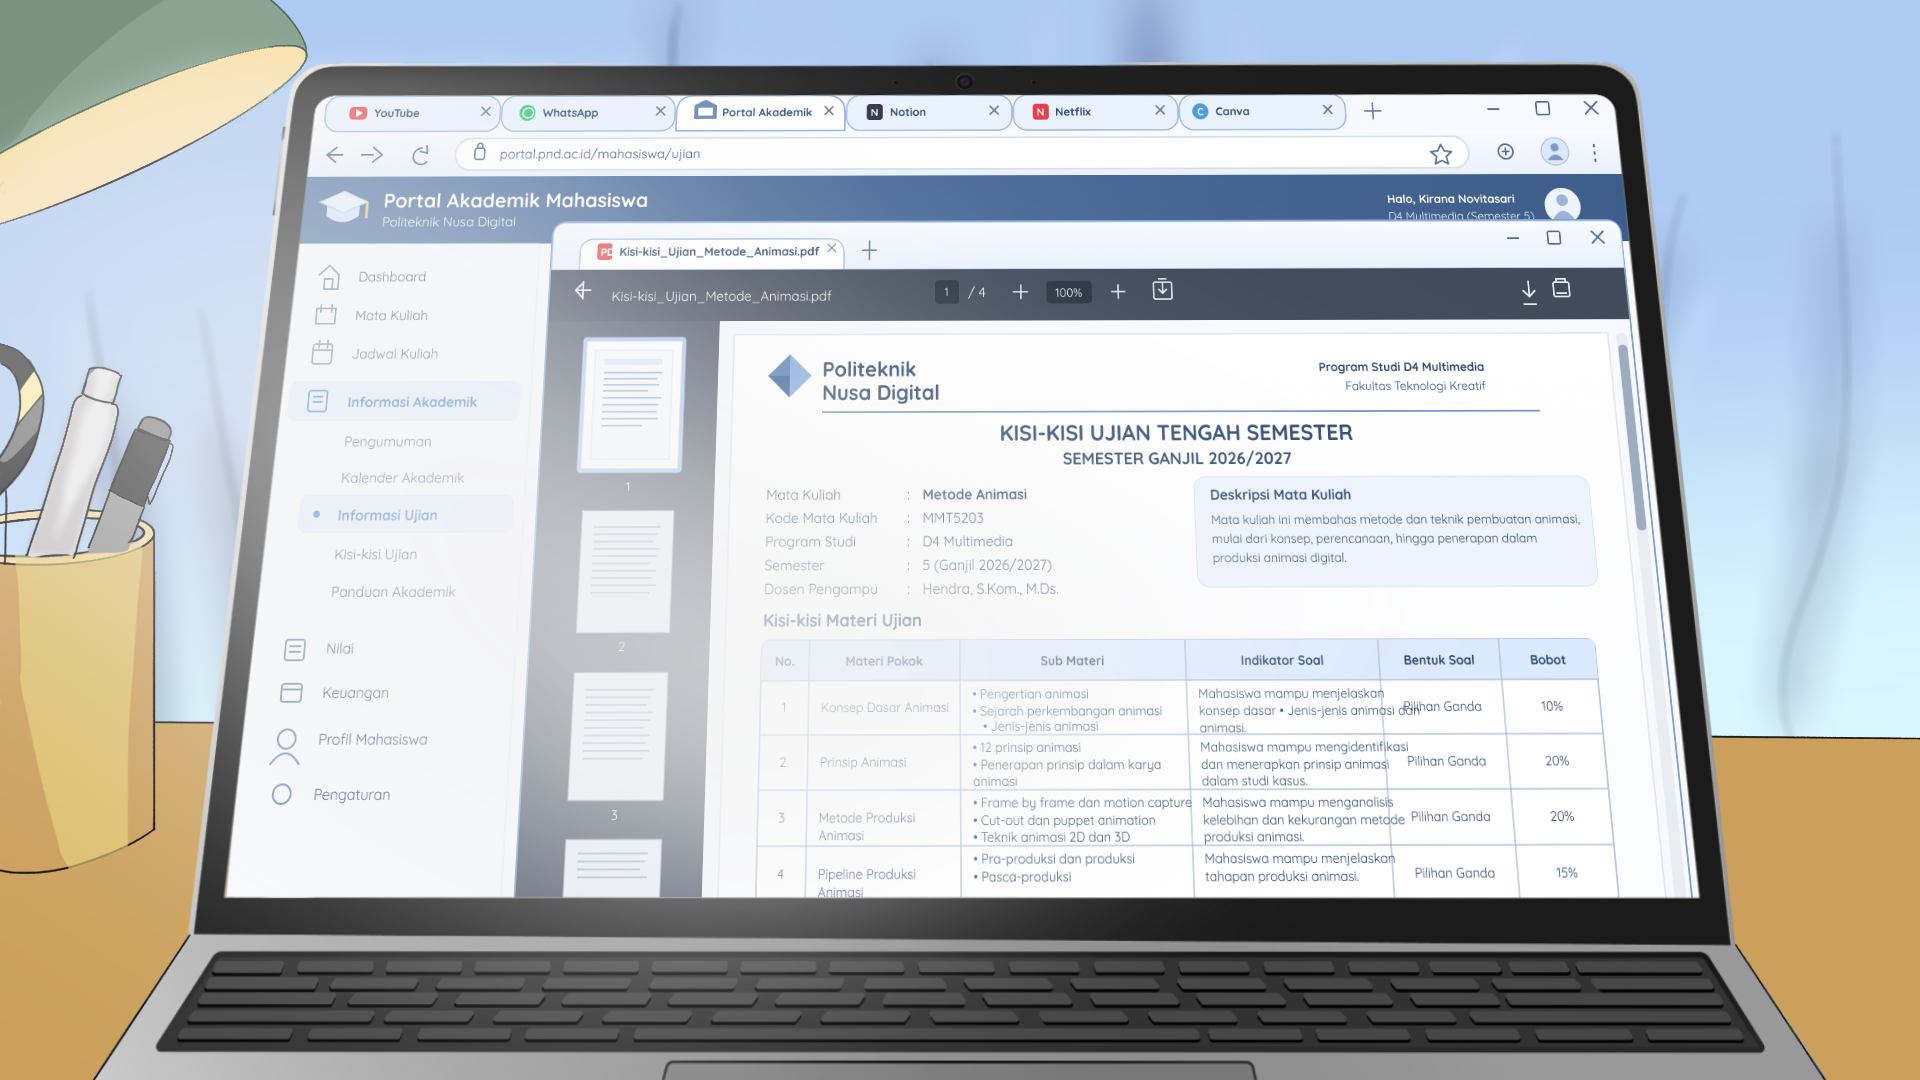 YouTube
WhatsApp
Portal Akademik
N Notion
N Netflix
C Canva
portal.pnd.ac.id/mahasiswa/ujian
Portal Akademik Mahasiswa
Politeknik Nusa Digital
Halo, Kirana Novitasari
D4 Multimedia (Semester 5)
Dashboard
Mata Kuliah
Jadwal Kuliah
Informasi Akademik
Pengumuman
Kalender Akademik
• Informasi Ujian
Kisi-kisi Ujian
Panduan Akademik
Nilai
Keuangan
Profil Mahasiswa
Pengaturan
PD Kisi-kisi_Ujian_Metode_Animasi.pdf
Kisi-kisi_Ujian_Metode_Animasi.pdf
1 / 4
100%
1
2
3
Politeknik
Nusa Digital
Program Studi D4 Multimedia
Fakultas Teknologi Kreatif
KISI-KISI UJIAN TENGAH SEMESTER
SEMESTER GANJIL 2026/2027
Mata Kuliah : Metode Animasi
Kode Mata Kuliah : MMT5203
Program Studi : D4 Multimedia
Semester : 5 (Ganjil 2026/2027)
Dosen Pengampu : Hendra, S.Kom., M.Ds.
Deskripsi Mata Kuliah
Mata kuliah ini membahas metode dan teknik pembuatan animasi,
mulai dari konsep, perencanaan, hingga penerapan dalam
produksi animasi digital.
Kisi-kisi Materi Ujian
No. Materi Pokok Sub Materi Indikator Soal Bentuk Soal Bobot
1
Konsep Dasar Animasi
• Pengertian animasi
• Sejarah perkembangan animasi
• Jenis-jenis animasi
Mahasiswa mampu menjelaskan
konsep dasar • Jenis-jenis animasi dan
animasi.
Pilihan Ganda
10%
2
Prinsip Animasi
• 12 prinsip animasi
• Penerapan prinsip dalam karya
animasi
Mahasiswa mampu mengidentifikasi
dan menerapkan prinsip animasi
dalam studi kasus.
Pilihan Ganda
20%
3
Metode Produksi
Animasi
• Frame by frame dan motion capture
• Cut-out dan puppet animation
• Teknik animasi 2D dan 3D
Mahasiswa mampu menganalisis
kelebihan dan kekurangan metode
produksi animasi.
Pilihan Ganda
20%
4
Pipeline Produksi
Animasi
• Pra-produksi dan produksi
• Pasca-produksi
Mahasiswa mampu menjelaskan
tahapan produksi animasi.
Pilihan Ganda
15%